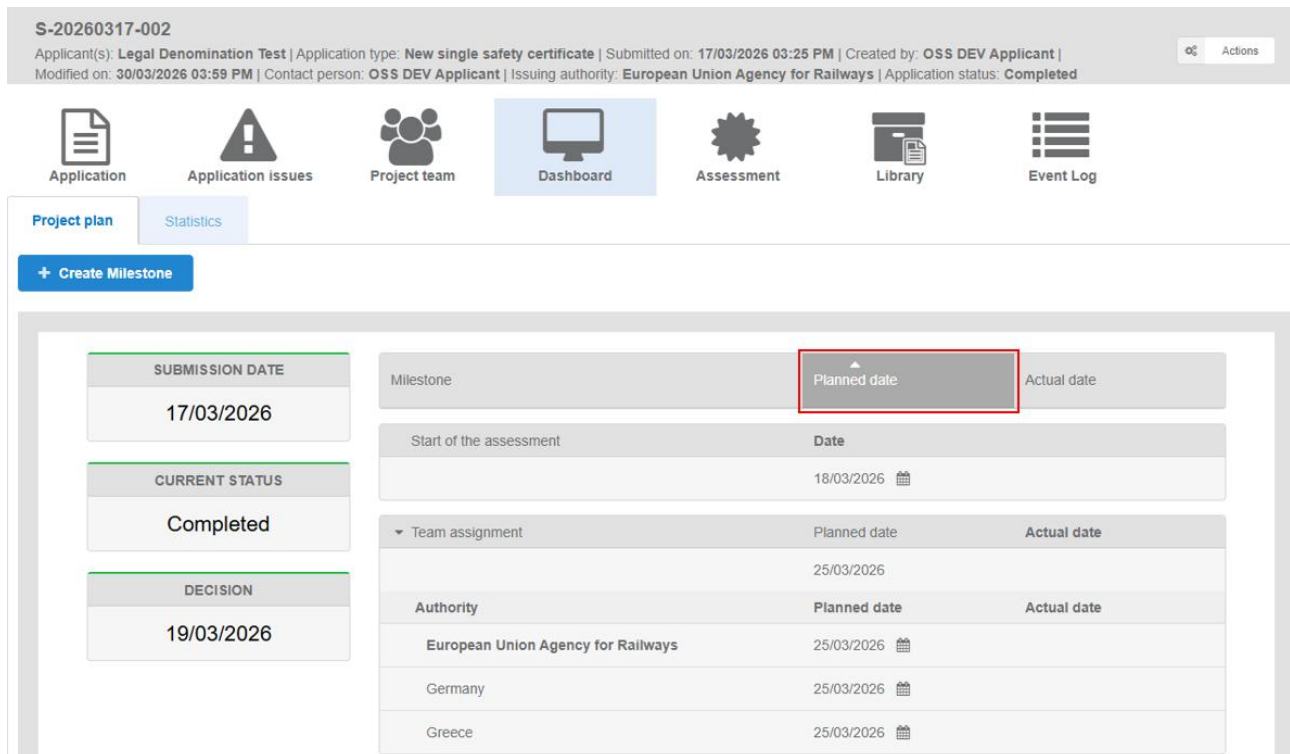 S-20260317-002
Applicant(s): Legal Denomination Test | Application type: New single safety certificate | Submitted on: 17/03/2026 03:25 PM | Created by: OSS DEV Applicant |
Modified on: 30/03/2026 03:59 PM | Contact person: OSS DEV Applicant | Issuing authority: European Union Agency for Railways | Application status: Completed
Actions
Application Application issues Project team Dashboard Assessment Library Event Log
Project plan Statistics
+ Create Milestone
SUBMISSION DATE
17/03/2026
CURRENT STATUS
Completed
DECISION
19/03/2026
Milestone Planned date Actual date
Start of the assessment Date
18/03/2026
Team assignment Planned date Actual date
25/03/2026
Authority Planned date Actual date
European Union Agency for Railways 25/03/2026
Germany 25/03/2026
Greece 25/03/2026